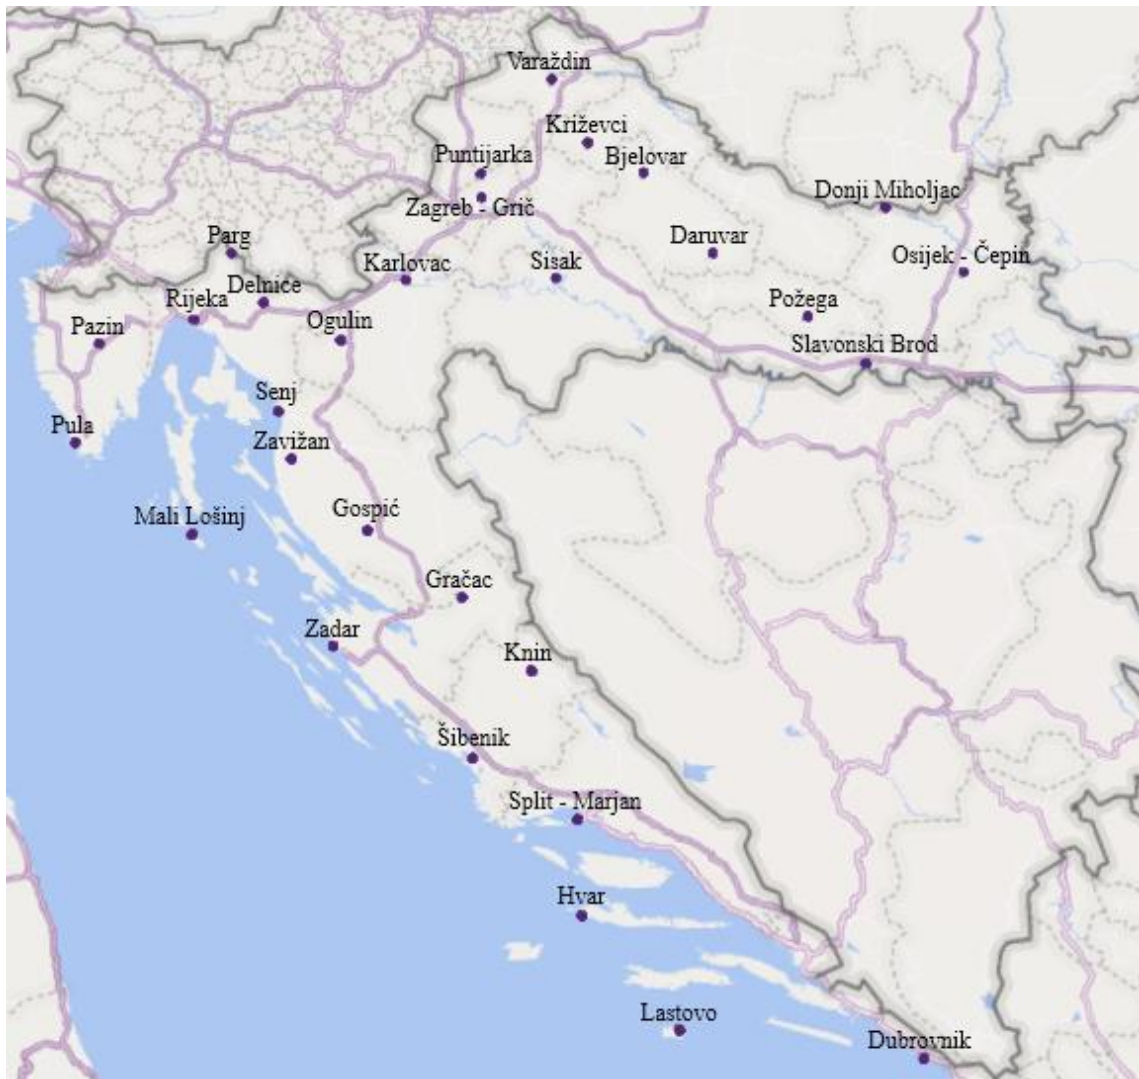 Varaždin
Križevci
Puntijarka
Bjelovar
Donji Miholjac
Zagreb - Grič
Parg
Daruvar
Karlovac
Sisak
Osijek - Čepin
Delnice
Rijeka
Požega
Pazin
Ogulin
Slavonski Brod
Senj
Pula
Zavižan
Mali Lošinj
Gospić
Gračac
Zadar
Knin
Šibenik
Split - Marjan
Hvar
Lastovo
Dubrovnik